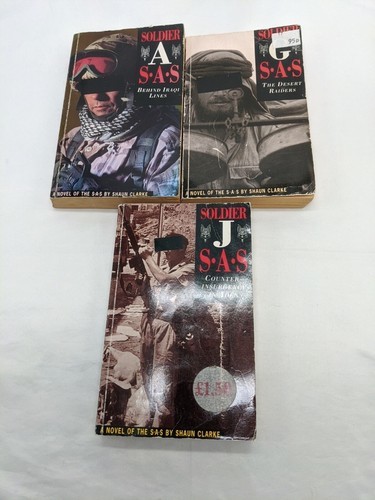 SOLDIER
A
S·A·S
BEHIND IRAQI
LINES
A NOVEL OF THE S·A·S BY SHAUN CLARKE
SOLDIER
95p
G
S·A·S
THE DESERT
RAIDERS
A NOVEL OF THE S·A·S BY SHAUN CLARKE
SOLDIER
J
S·A·S
COUNTER-
INSURGENCY
£1.50
A NOVEL OF THE S·A·S BY SHAUN CLARKE